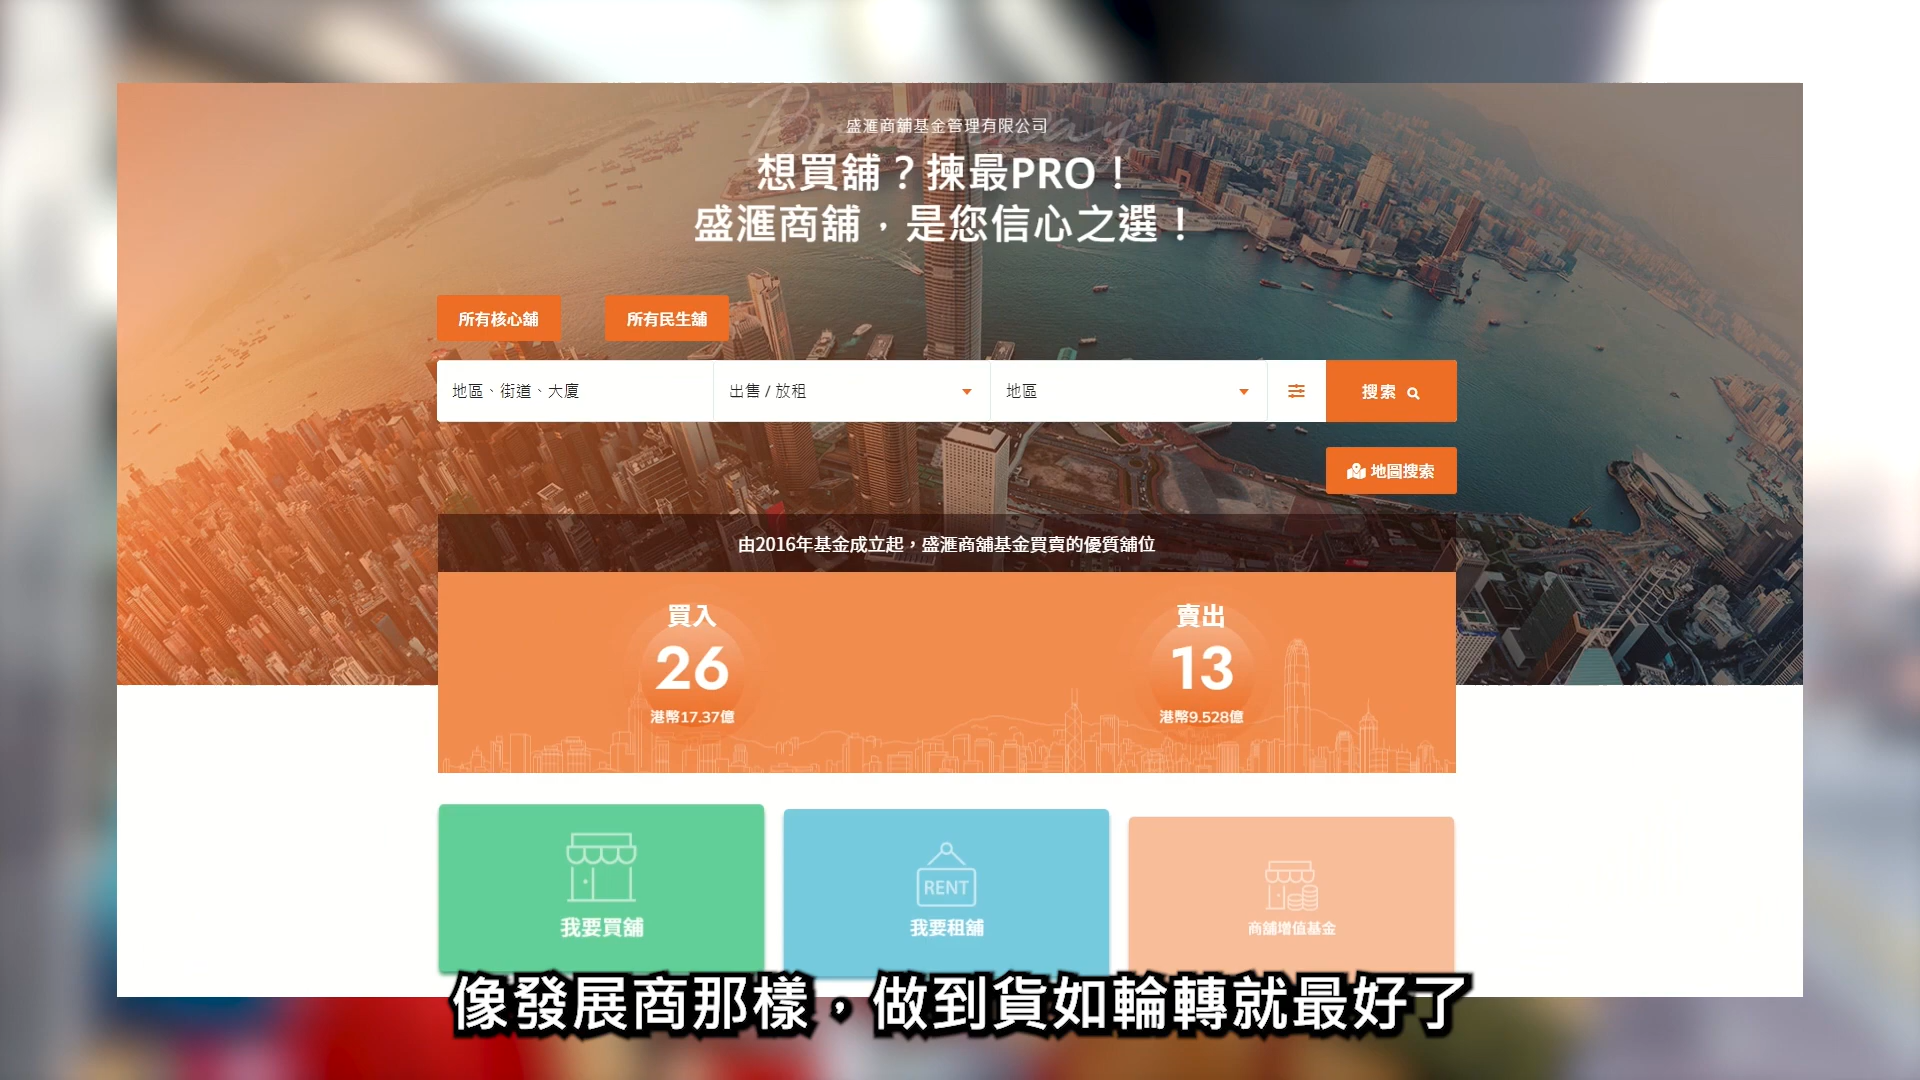 盛滙商舖基金管理有限公司
想買舖？揀最PRO！
盛滙商舖，是您信心之選！
所有核心舖
所有民生舖
地區、街道、大廈
出售 / 放租
地區
搜索
地圖搜索
由2016年基金成立起，盛滙商舖基金買賣的優質舖位
買入
26
港幣17.37億
賣出
13
港幣9.528億
我要買舖
RENT
我要租舖
商舖增值基金
像發展商那樣，做到貨如輪轉就最好了